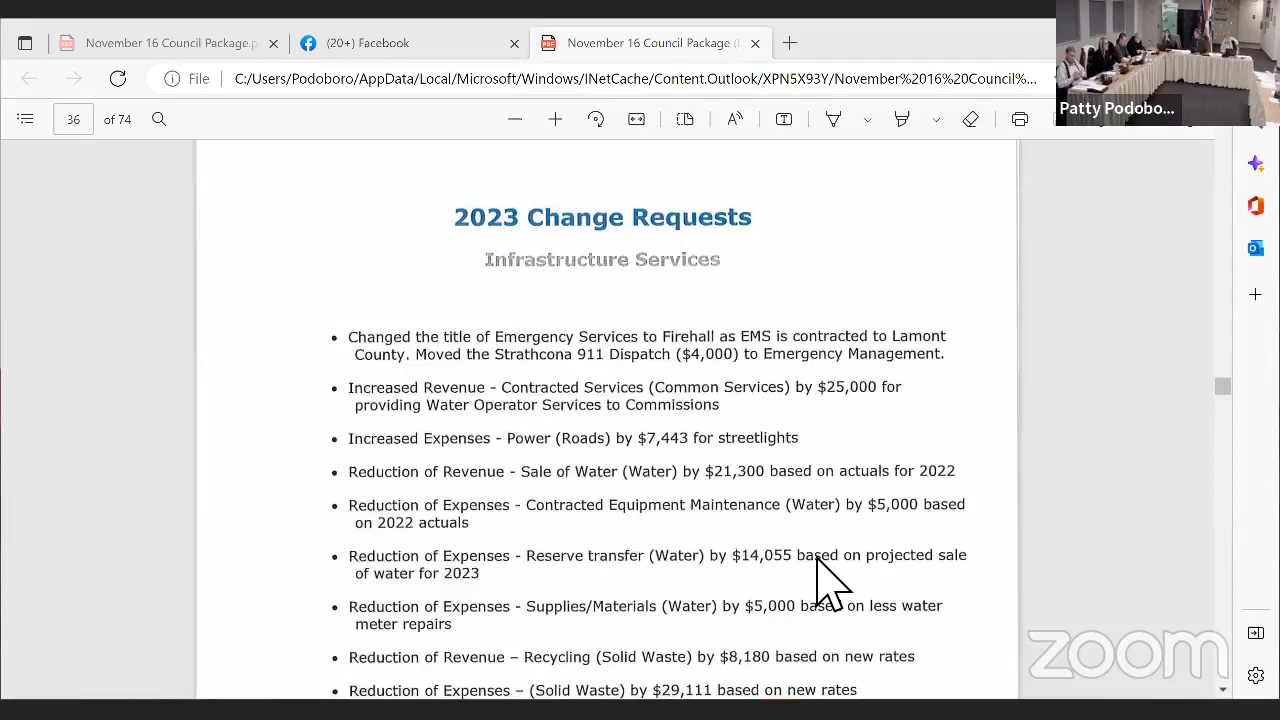 November 16 Council Package.p
(20+) Facebook
November 16 Council Package (
File
C:/Users/Podoboro/AppData/Local/Microsoft/Windows/INetCache/Content.Outlook/XPN5X93Y/November%2016%20Council%...
Patty Podobo...
36 of 74
2023 Change Requests
Infrastructure Services
• Changed the title of Emergency Services to Firehall as EMS is contracted to Lamont
County. Moved the Strathcona 911 Dispatch ($4,000) to Emergency Management.
• Increased Revenue - Contracted Services (Common Services) by $25,000 for
providing Water Operator Services to Commissions
• Increased Expenses - Power (Roads) by $7,443 for streetlights
• Reduction of Revenue - Sale of Water (Water) by $21,300 based on actuals for 2022
• Reduction of Expenses - Contracted Equipment Maintenance (Water) by $5,000 based
on 2022 actuals
• Reduction of Expenses - Reserve transfer (Water) by $14,055 based on projected sale
of water for 2023
• Reduction of Expenses - Supplies/Materials (Water) by $5,000 based on less water
meter repairs
• Reduction of Revenue – Recycling (Solid Waste) by $8,180 based on new rates
• Reduction of Expenses – (Solid Waste) by $29,111 based on new rates
zoom